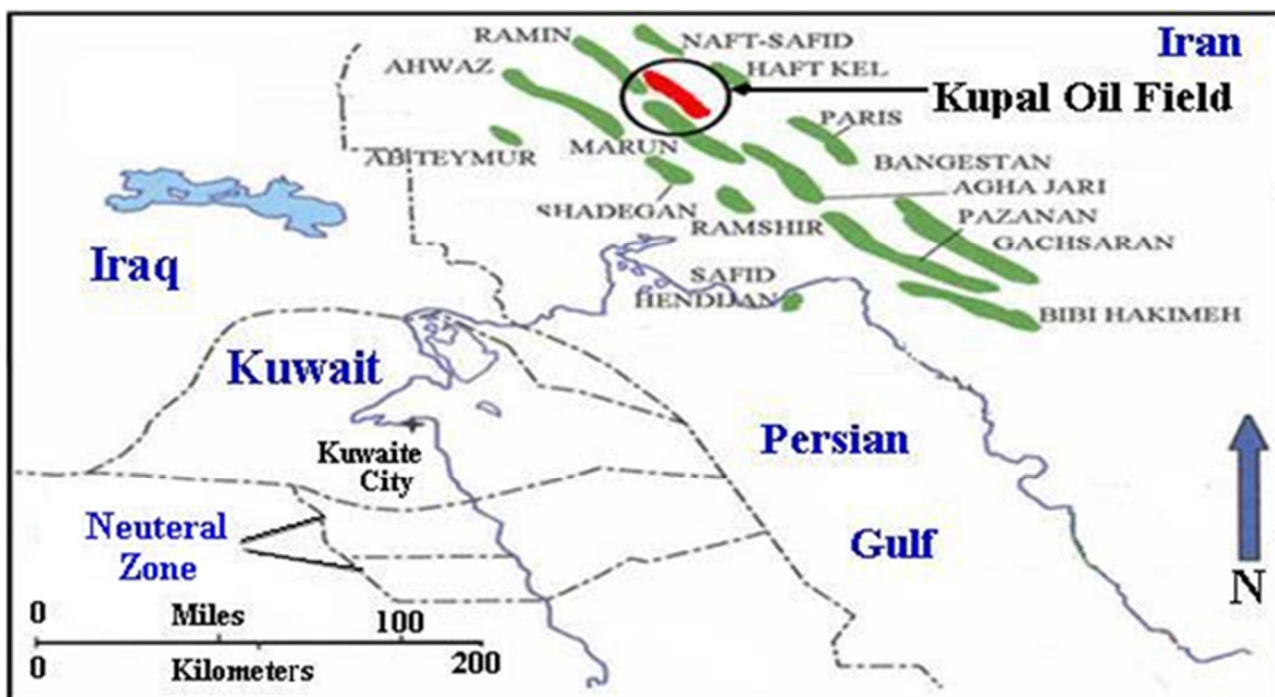 RAMIN
NAFT-SAFID
Iran
AHWAZ
HAFT KEL
Kupal Oil Field
PARIS
ABITEYMUR
MARUN
BANGESTAN
AGHA JARI
SHADEGAN
PAZANAN
RAMSHIR
GACHSARAN
Iraq
SAFID
HENDIJAN
BIBI HAKIMEH
Kuwait
Persian
Kuwaite
City
Neuteral
Zone
Gulf
N
0 Miles 100
0 Kilometers 200